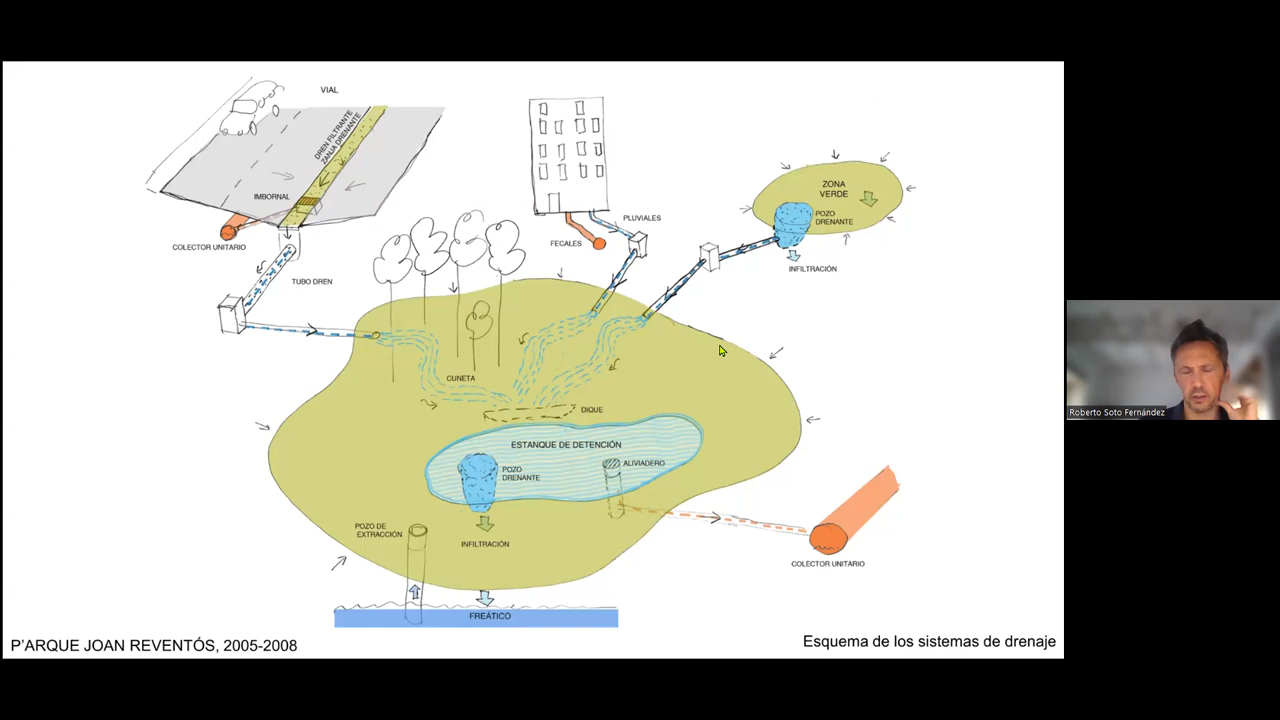 VIAL
DREN FILTRANTE
ZANJA DRENANTE
IMBORNAL
COLECTOR UNITARIO
TUBO DREN
PLUVIALES
FECALES
ZONA
VERDE
POZO
DRENANTE
INFILTRACIÓN
CUNETA
DIQUE
ESTANQUE DE DETENCIÓN
POZO
DRENANTE
ALIVIADERO
POZO DE
EXTRACCIÓN
INFILTRACIÓN
COLECTOR UNITARIO
FREÁTICO
P'ARQUE JOAN REVENTÓS, 2005-2008
Esquema de los sistemas de drenaje
Roberto Soto Fernández